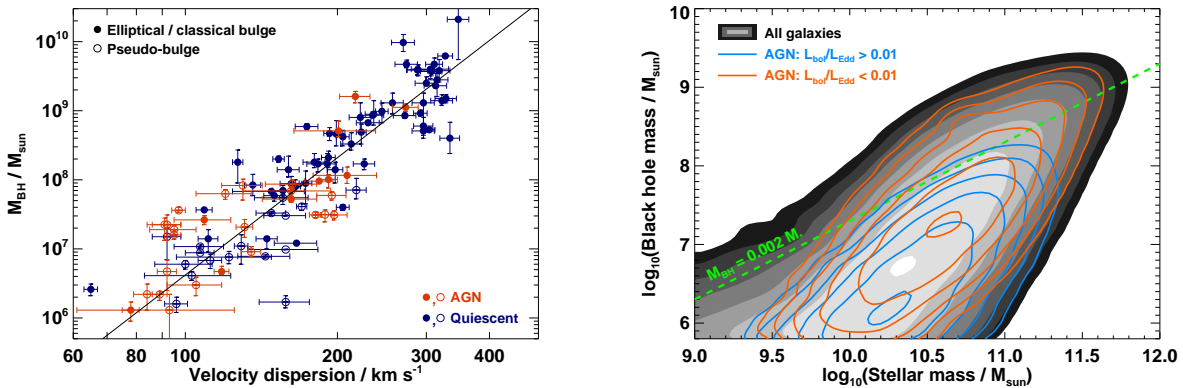 10^10
10^9
10^8
10^7
10^6
M_BH / M_sun
Elliptical / classical bulge
Pseudo-bulge
, AGN
, Quiescent
60 100 200 300 400
Velocity dispersion / km s^-1
10
9
8
7
6
log_10(Black hole mass / M_sun)
All galaxies
AGN: L_bol/L_Edd > 0.01
AGN: L_bol/L_Edd < 0.01
M_BH = 0.002 M_*
9.0 9.5 10.0 10.5 11.0 11.5 12.0
log_10(Stellar mass / M_sun)